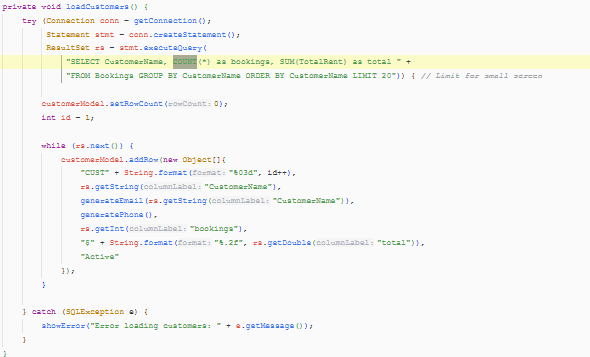 private void loadCustomers() {
try (Connection conn = getConnection();
Statement stmt = conn.createStatement();
ResultSet rs = stmt.executeQuery(
"SELECT CustomerName, COUNT(*) as bookings, SUM(TotalRent) as total " +
"FROM Bookings GROUP BY CustomerName ORDER BY CustomerName LIMIT 20")) { // Limit for small screen
customerModel.setRowCount(rowCount: 0);
int id = 1;
while (rs.next()) {
customerModel.addRow(new Object[]{
"CUST" + String.format(format: "%03d", id++),
rs.getString(columnLabel: "CustomerName"),
generateEmail(rs.getString(columnLabel: "CustomerName")),
generatePhone(),
rs.getInt(columnLabel: "bookings"),
"$" + String.format(format: "%.2f", rs.getDouble(columnLabel: "total")),
"Active"
});
}
} catch (SQLException e) {
showError("Error loading customers: " + e.getMessage());
}
}